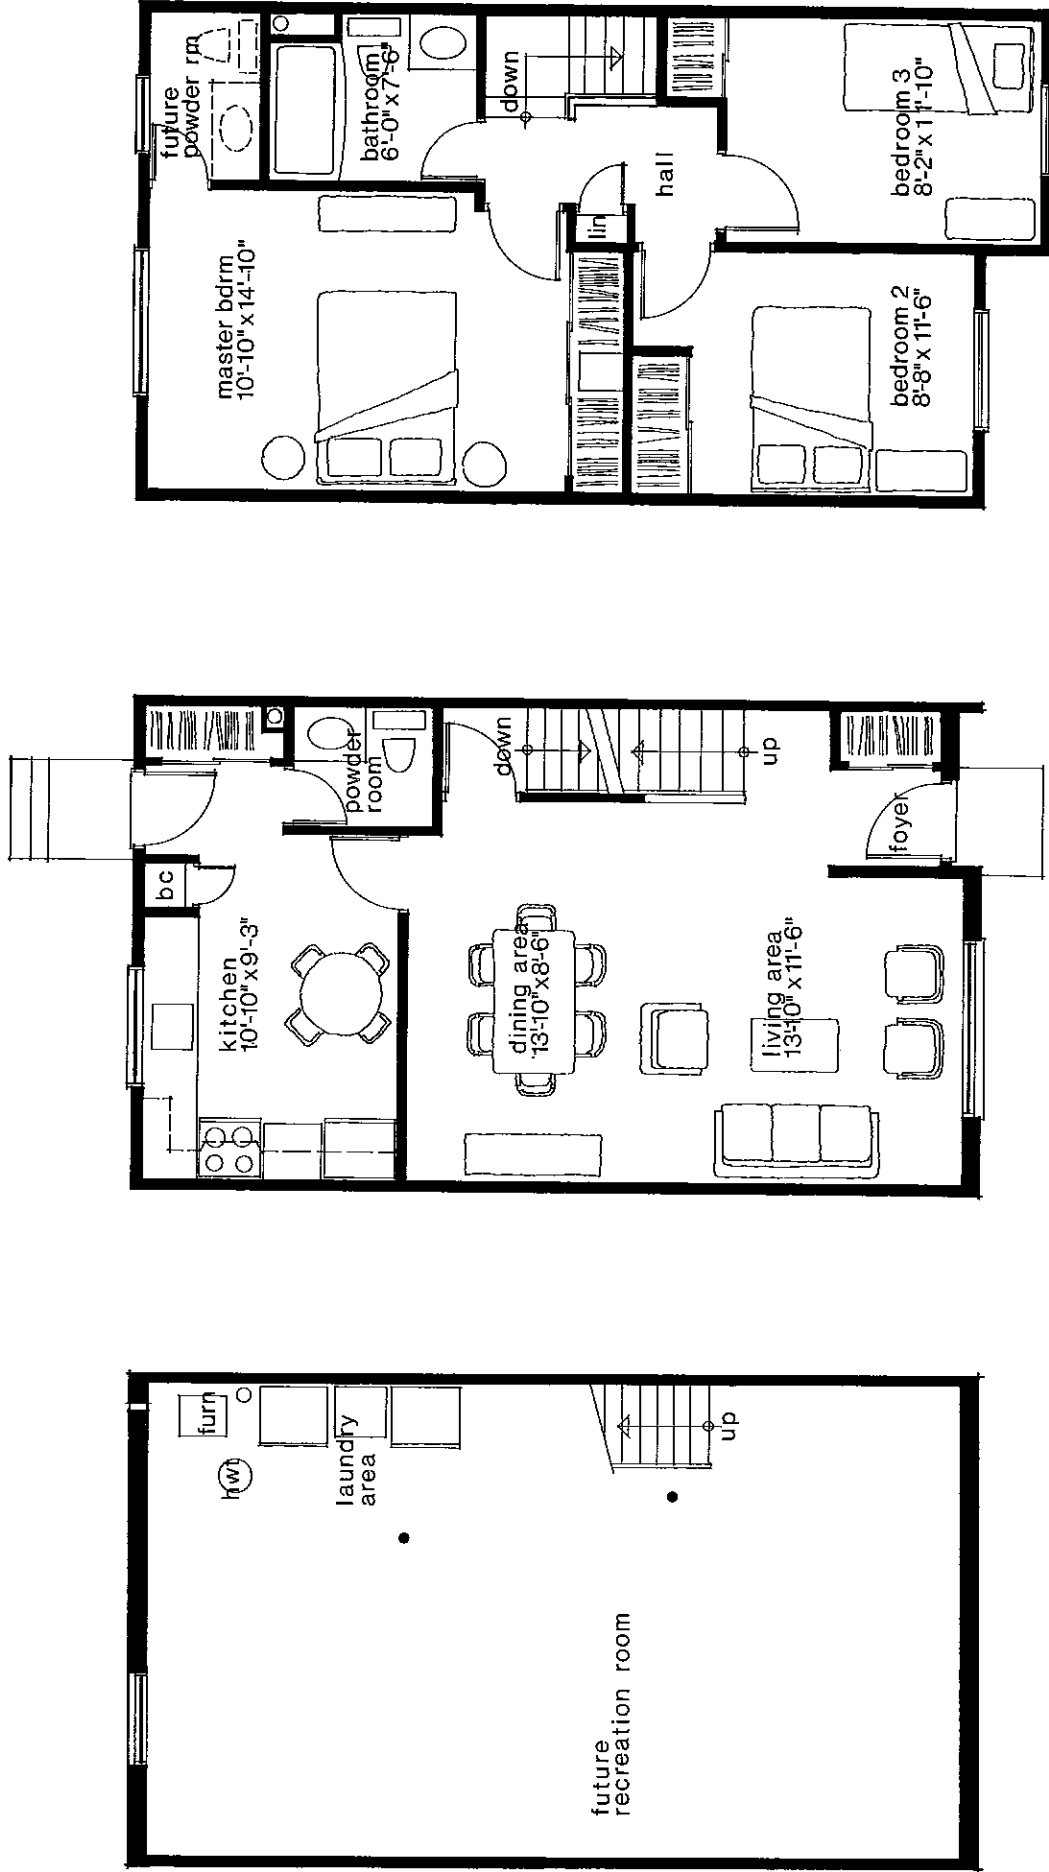 furn
hwt
laundry
area
up
future
recreation room
bc
kitchen
10'-10"x9'-3"
powder
room
down
up
dining area
13'-10"x8'-6"
living area
13'-10"x11'-6"
foyer
future
powder rm
bathroom
6'-0"x7'-6"
down
master bdrm
10'-10"x14'-10"
lin
hall
bedroom 2
8'-8"x11'-6"
bedroom 3
8'-2"x11'-10"